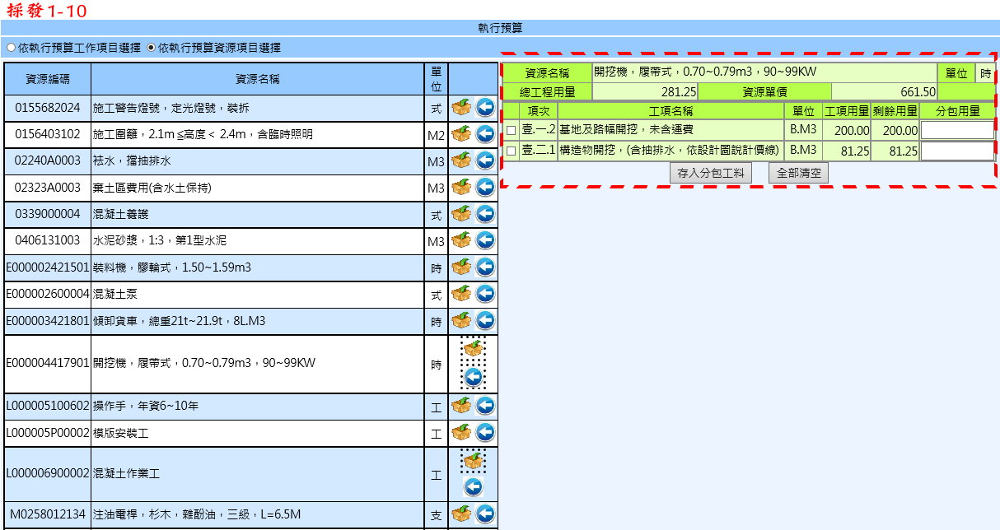 採發1-10
執行預算
依執行預算工作項目選擇 依執行預算資源項目選擇
資源編碼 資源名稱 單位
0155682024 施工警告燈號，定光燈號，裝拆 式
0156403102 施工圍籬，2.1m≦高度< 2.4m，含臨時照明 M2
02240A0003 祛水，擋抽排水 M3
02323A0003 棄土區費用(含水土保持) M3
0339000004 混凝土養護 式
0406131003 水泥砂漿，1:3，第1型水泥 M3
E000002421501 裝料機，膠輪式，1.50~1.59m3 時
E000002600004 混凝土泵 式
E000003421801 傾卸貨車，總重21t~21.9t，8L.M3 時
E000004417901 開挖機，履帶式，0.70~0.79m3，90~99KW 時
L000005100602 操作手，年資6~10年 工
L000005P00002 模版安裝工 工
L000006900002 混凝土作業工 工
M0258012134 注油電桿，杉木，雜酚油，三級，L=6.5M 支
資源名稱 開挖機，履帶式，0.70~0.79m3，90~99KW 單位 時
總工程用量 281.25 資源單價 661.50
項次 工項名稱 單位 工項用量 剩餘用量 分包用量
壹.一.2 基地及路幅開挖，未含運費 B.M3 200.00 200.00
壹.二.1 構造物開挖，(含抽排水，依設計圖說計價線) B.M3 81.25 81.25
存入分包工料 全部清空